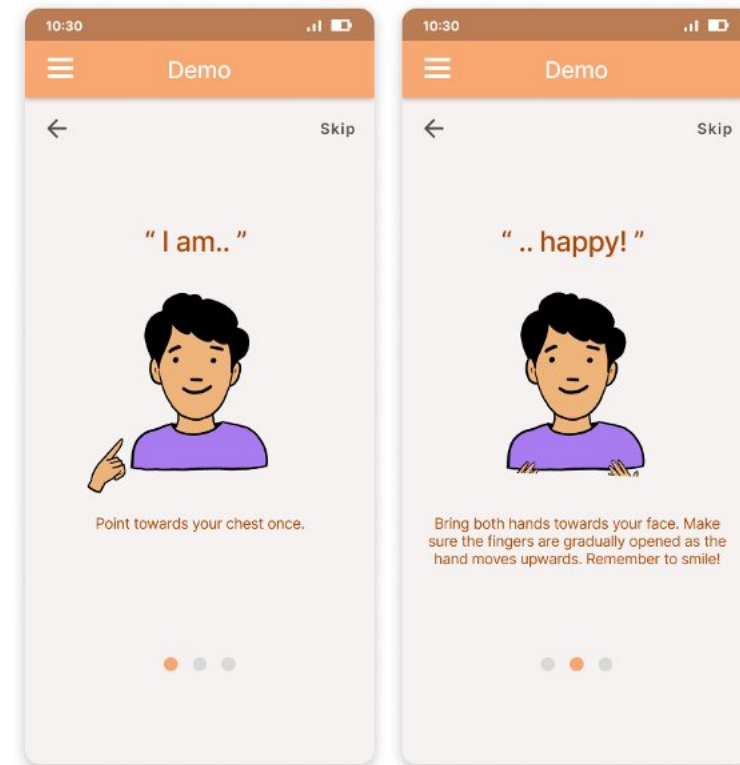 10:30
Demo
Skip
“ I am.. ”
Point towards your chest once.
10:30
Demo
Skip
“ .. happy! ”
Bring both hands towards your face. Make
sure the fingers are gradually opened as the
hand moves upwards. Remember to smile!